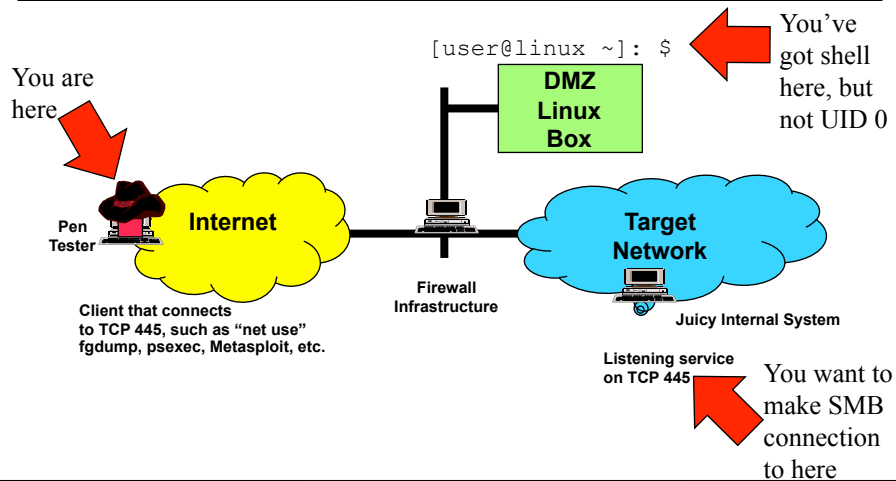 [user@linux ~]: $
You've
got shell
here, but
not UID 0
You are
here
DMZ
Linux
Box
Pen
Tester
Internet
Target
Network
Firewall
Infrastructure
Client that connects
to TCP 445, such as “net use”
fgdump, psexec, Metasploit, etc.
Juicy Internal System
Listening service
on TCP 445
You want to
make SMB
connection
to here